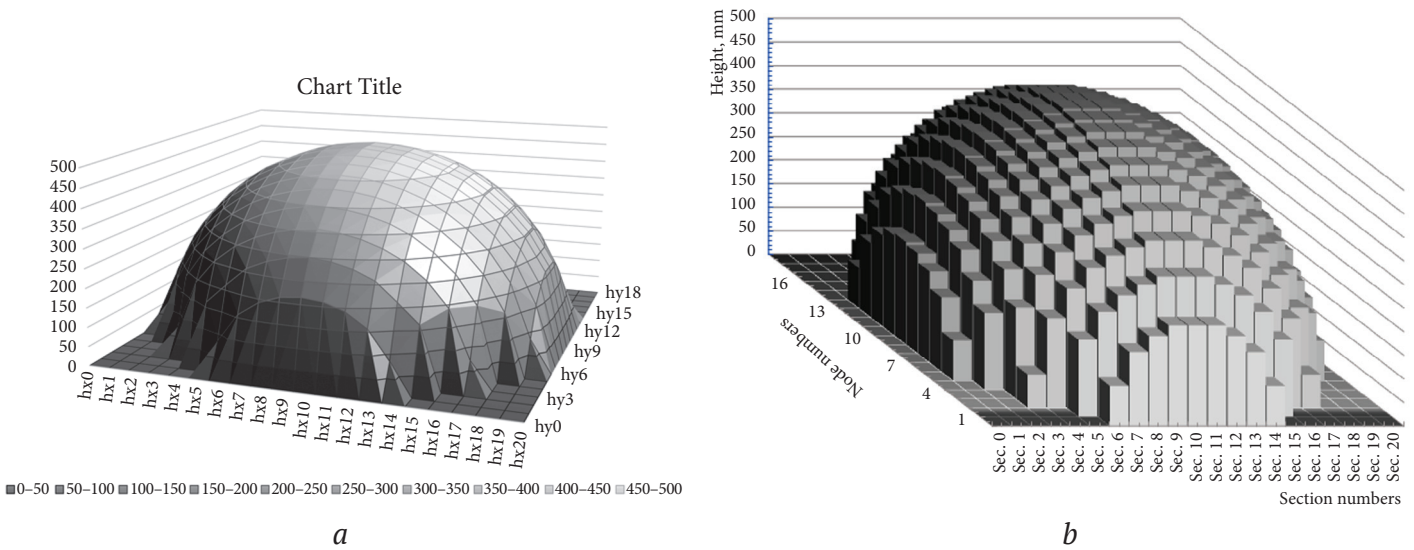 Chart Title
500
450
400
350
300
250
200
150
100
50
0
hx0
hx1
hx2
hx3
hx4
hx5
hx6
hx7
hx8
hx9
hx10
hx11
hx12
hx13
hx14
hx15
hx16
hx17
hx18
hx19
hx20
hy18
hy15
hy12
hy9
hy6
hy3
hy0
0–50 50–100 100–150 150–200 200–250 250–300 300–350 350–400 400–450 450–500
a
Height, mm
500
450
400
350
300
250
200
150
100
50
0
16
13
10
7
4
1
Node numbers
Sec. 0
Sec. 1
Sec. 2
Sec. 3
Sec. 4
Sec. 5
Sec. 6
Sec. 7
Sec. 8
Sec. 9
Sec. 10
Sec. 11
Sec. 12
Sec. 13
Sec. 14
Sec. 15
Sec. 16
Sec. 17
Sec. 18
Sec. 19
Sec. 20
Section numbers
b